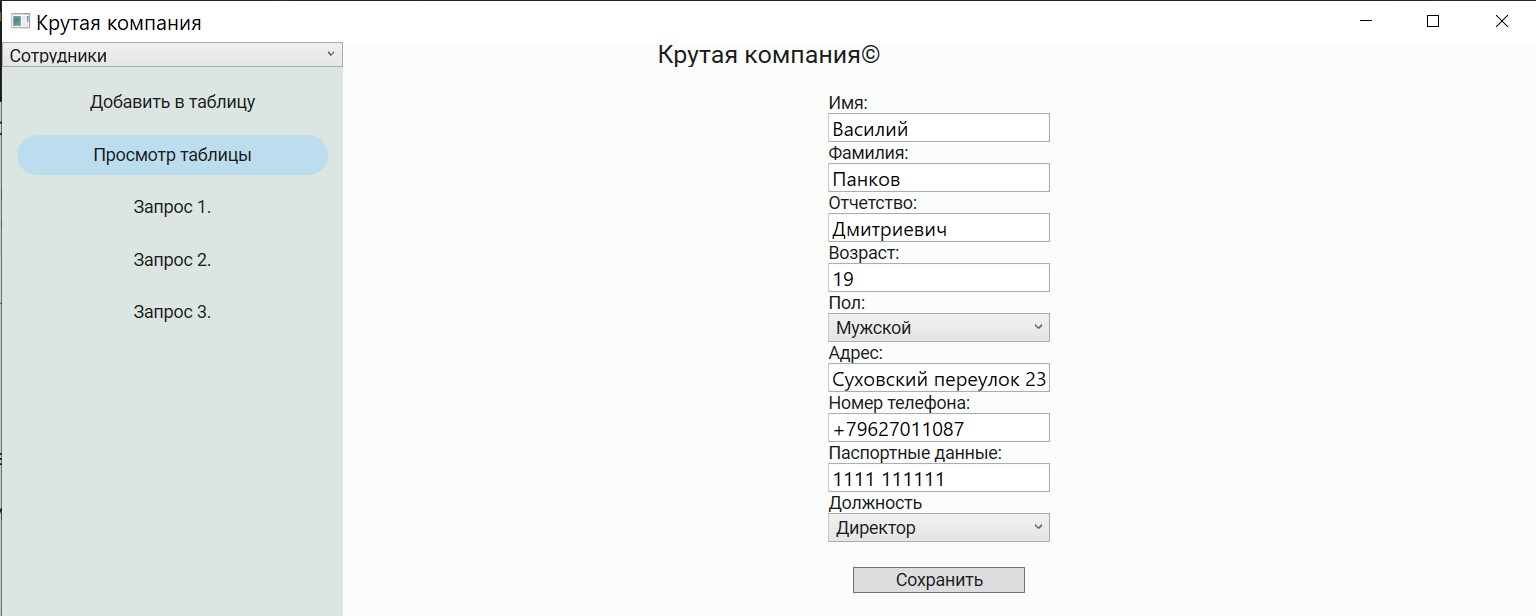 Крутая компания
Сотрудники
Добавить в таблицу
Просмотр таблицы
Запрос 1.
Запрос 2.
Запрос 3.
Крутая компания©
Имя:
Василий
Фамилия:
Панков
Отчетство:
Дмитриевич
Возраст:
19
Пол:
Мужской
Адрес:
Суховский переулок 23
Номер телефона:
+79627011087
Паспортные данные:
1111 111111
Должность
Директор
Сохранить